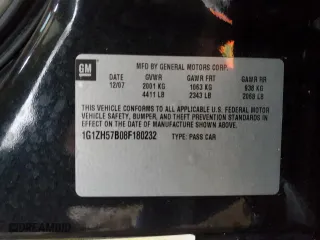 GM
MFD BY GENERAL MOTORS CORP
DATE GVWR GAWR FRT GAWR RR
12/07 2001 KG 1063 KG 938 KG
4411 LB 2343 LB 2068 LB
THIS VEHICLE CONFORMS TO ALL APPLICABLE U.S. FEDERAL MOTOR
VEHICLE SAFETY, BUMPER, AND THEFT PREVENTION STANDARDS
IN EFFECT ON THE DATE OF MANUFACTURE SHOWN ABOVE.
1G1ZH57B08F180232 TYPE: PASS CAR
© DREAMBID